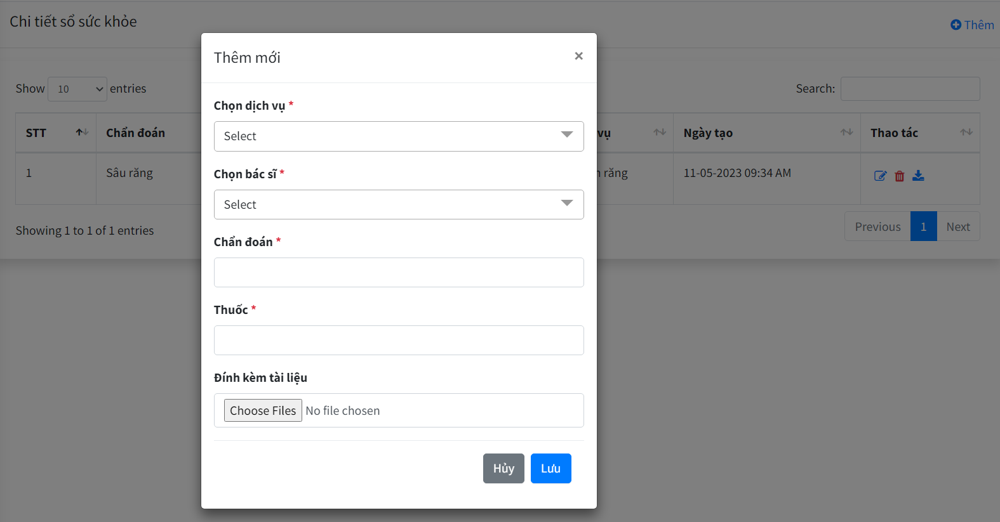 Chi tiết sổ sức khỏe
Thêm
Show 10 entries
Search:
STT Chẩn đoán vụ Ngày tạo Thao tác
1 Sâu răng răng 11-05-2023 09:34 AM
Showing 1 to 1 of 1 entries
Previous 1 Next
Thêm mới
×
Chọn dịch vụ *
Select
Chọn bác sĩ *
Select
Chẩn đoán *
Thuốc *
Đính kèm tài liệu
Choose Files No file chosen
Hủy Lưu